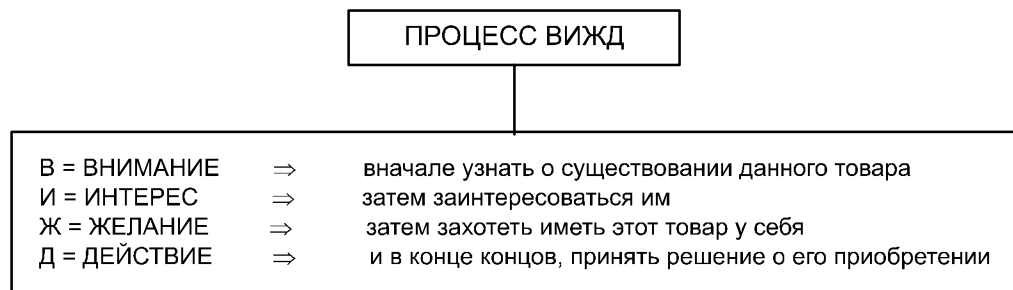 ПРОЦЕСС ВИЖД
В = ВНИМАНИЕ ⇒ вначале узнать о существовании данного товара
И = ИНТЕРЕС ⇒ затем заинтересоваться им
Ж = ЖЕЛАНИЕ ⇒ затем захотеть иметь этот товар у себя
Д = ДЕЙСТВИЕ ⇒ и в конце концов, принять решение о его приобретении